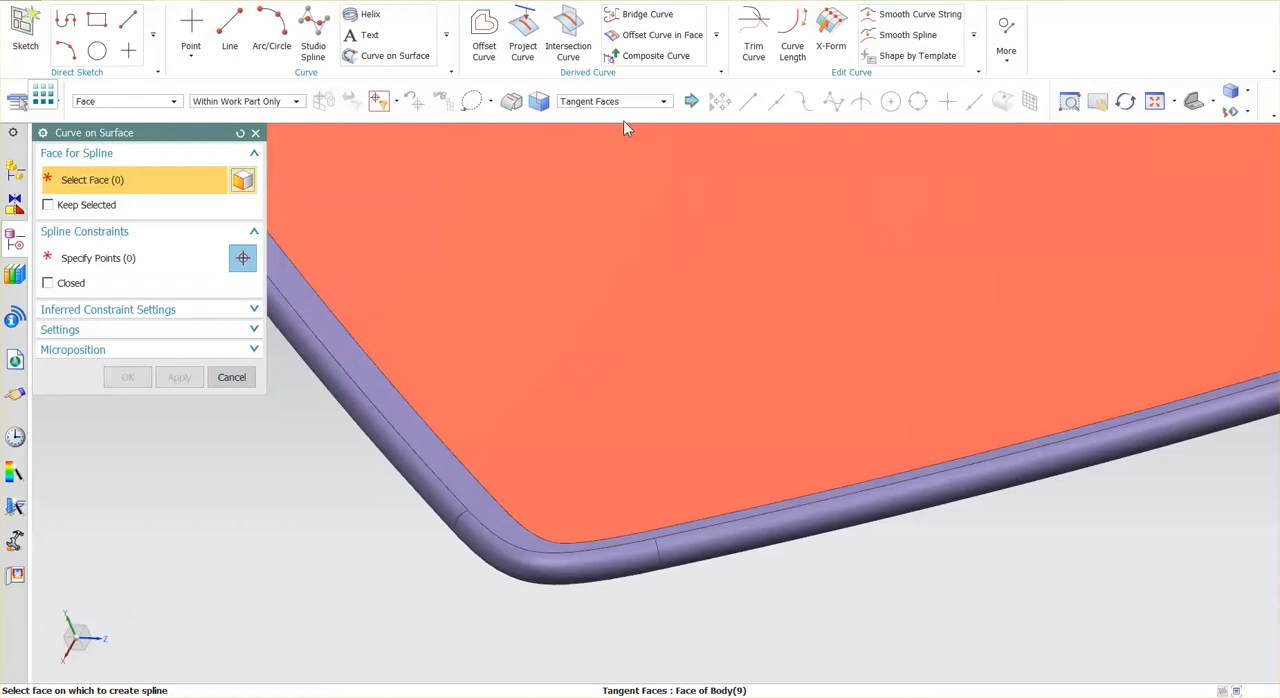 Sketch
Direct Sketch
Point
Line
Arc/Circle
Studio
Spline
Helix
Text
Curve on Surface
Curve
Offset
Curve
Project
Curve
Intersection
Curve
Bridge Curve
Offset Curve in Face
Composite Curve
Derived Curve
Trim
Curve
Curve
Length
X-Form
Smooth Curve String
Smooth Spline
Shape by Template
Edit Curve
More
Face
Within Work Part Only
Tangent Faces
Curve on Surface
Face for Spline
* Select Face (0)
Keep Selected
Spline Constraints
* Specify Points (0)
Closed
Inferred Constraint Settings
Settings
Microposition
OK
Apply
Cancel
Y
Z
X
Select face on which to create spline
Tangent Faces : Face of Body(9)